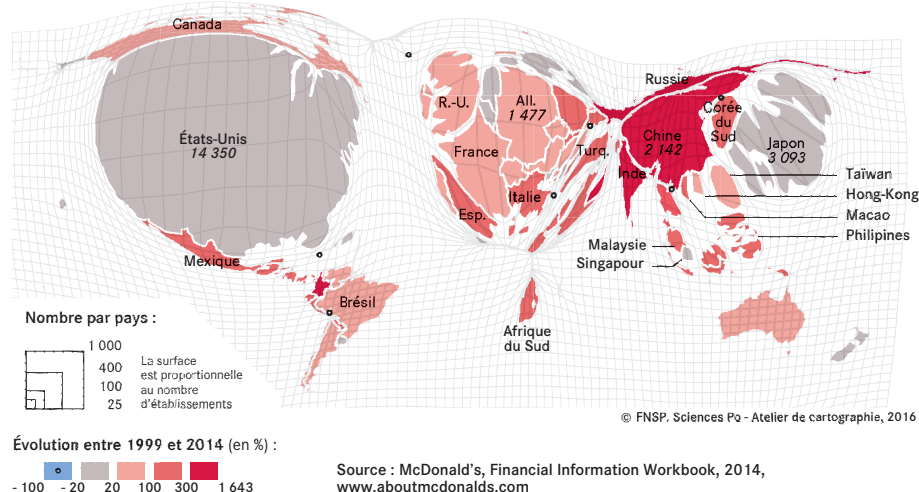 Canada
États-Unis
14 350
Mexique
Brésil
R.-U.
All.
1 477
France
Esp.
Italie
Turq.
Russie
Chine
2 142
Corée
du
Sud
Japon
3 093
Inde
Taïwan
Hong-Kong
Macao
Philipines
Malaysie
Singapour
Afrique
du Sud
Nombre par pays :
1 000
400
100
25
La surface
est proportionnelle
au nombre
d'établissements
© FNSP. Sciences Po - Atelier de cartographie, 2016
Évolution entre 1999 et 2014 (en %) :
- 100 - 20 20 100 300 1 643
Source : McDonald's, Financial Information Workbook, 2014,
www.aboutmcdonalds.com